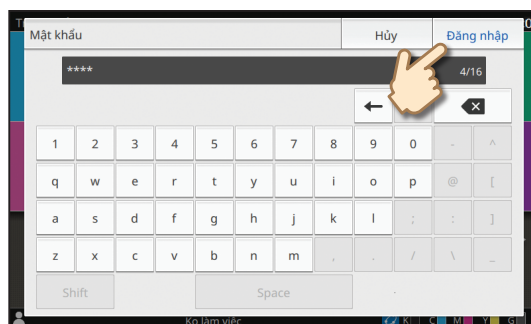 Mật khẩu Hủy Đăng nhập
**** 4/16
1 2 3 4 5 6 7 8 9 0 - ^
q w e r t y u i o p @ [
a s d f g h j k l ; : ]
z x c v b n m , . / \ _
Shift Space
Ko làm việc K C M Y G